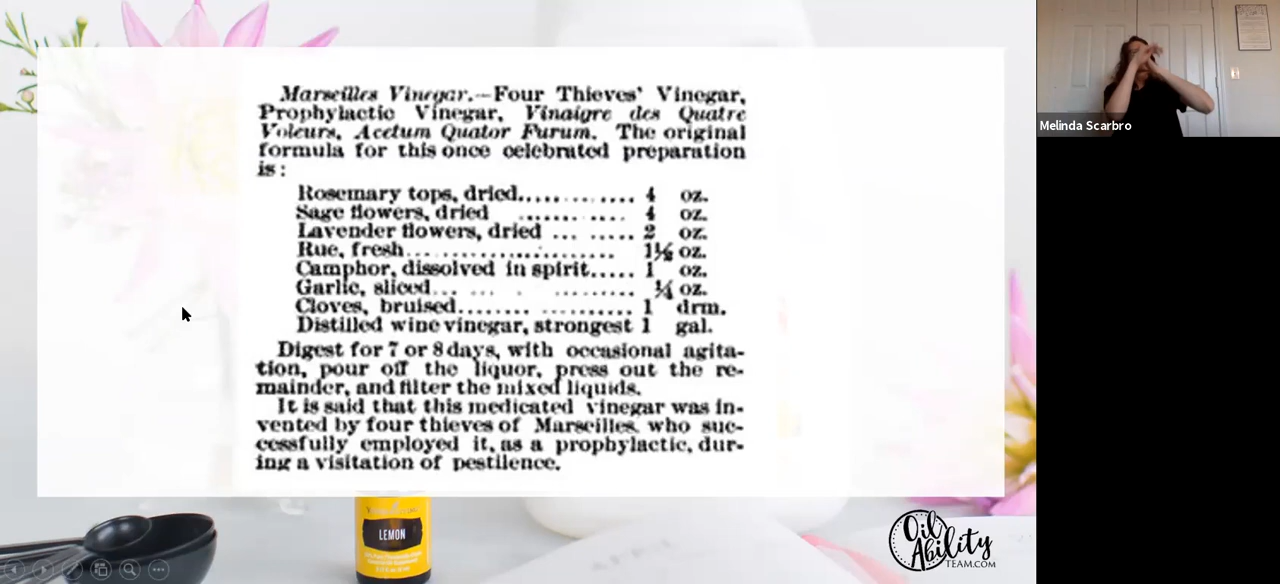 Marseilles Vinegar.—Four Thieves' Vinegar,
Prophylactic Vinegar, Vinaigre des Quatre
Voleurs, Acetum Quator Furum. The original
formula for this once celebrated preparation
is:
Rosemary tops, dried.............. 4 oz.
Sage flowers, dried ........... 4 oz.
Lavender flowers, dried ... ...... 2 oz.
Rue, fresh........................... 1½ oz.
Camphor, dissolved in spirit..... 1 oz.
Garlic, sliced... ... . ......... ¼ oz.
Cloves, bruised........ .......... 1 drm.
Distilled wine vinegar, strongest 1 gal.
Digest for 7 or 8 days, with occasional agita-
tion, pour off the liquor, press out the re-
mainder, and filter the mixed liquids.
It is said that this medicated vinegar was in-
vented by four thieves of Marseilles, who suc-
cessfully employed it, as a prophylactic, dur-
ing a visitation of pestilence.
Melinda Scarbro
LEMON
Oil
Ability
TEAM.COM